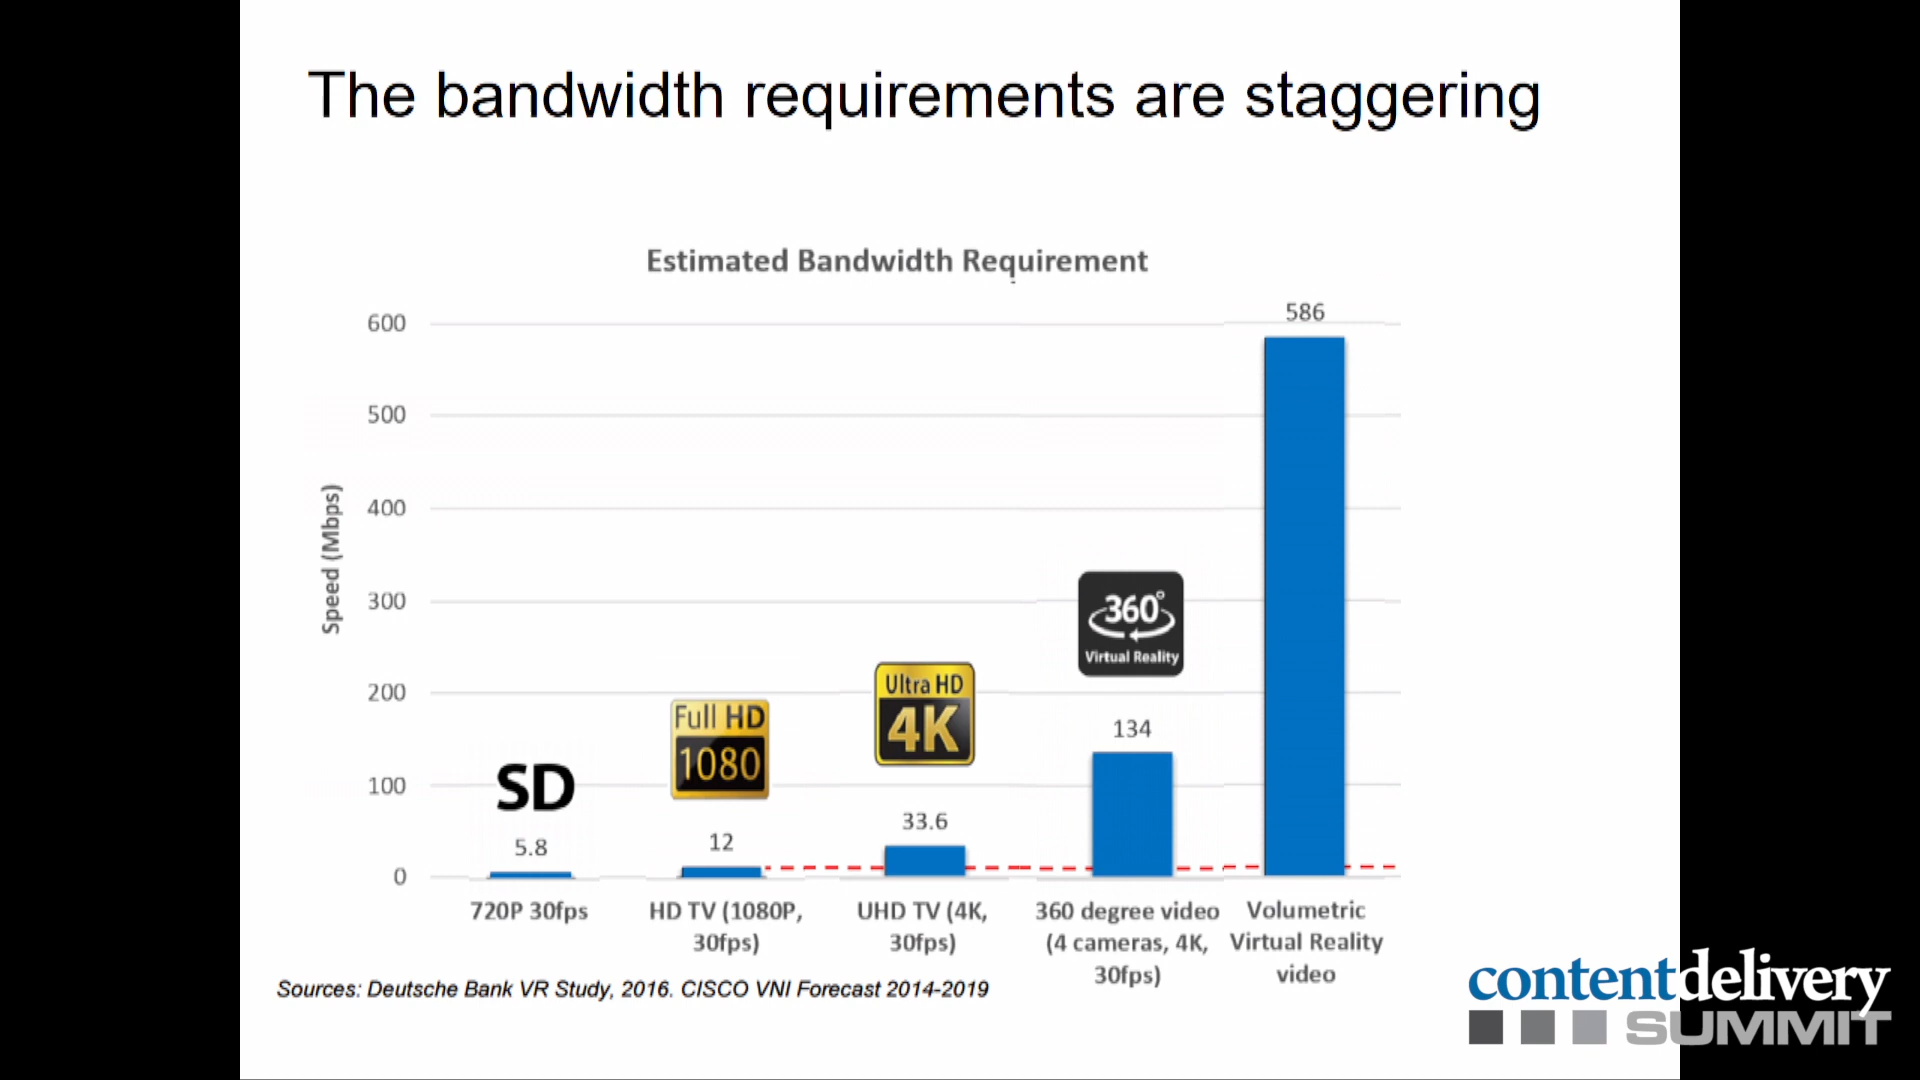 The bandwidth requirements are staggering
Estimated Bandwidth Requirement
586
600
500
400
300
200
100
0
Speed (Mbps)
360°
Virtual Reality
Ultra HD
4K
Full HD
1080
SD
134
33.6
12
5.8
720P 30fps
HD TV (1080P,
30fps)
UHD TV (4K,
30fps)
360 degree video
(4 cameras, 4K,
30fps)
Volumetric
Virtual Reality
video
Sources: Deutsche Bank VR Study, 2016. CISCO VNI Forecast 2014-2019
contentdelivery
SUMMIT